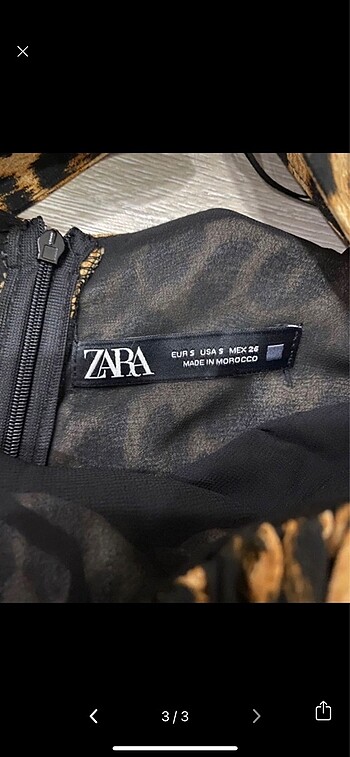 ZARA
EUR S USA S MEX 26
MADE IN MOROCCO
3 / 3